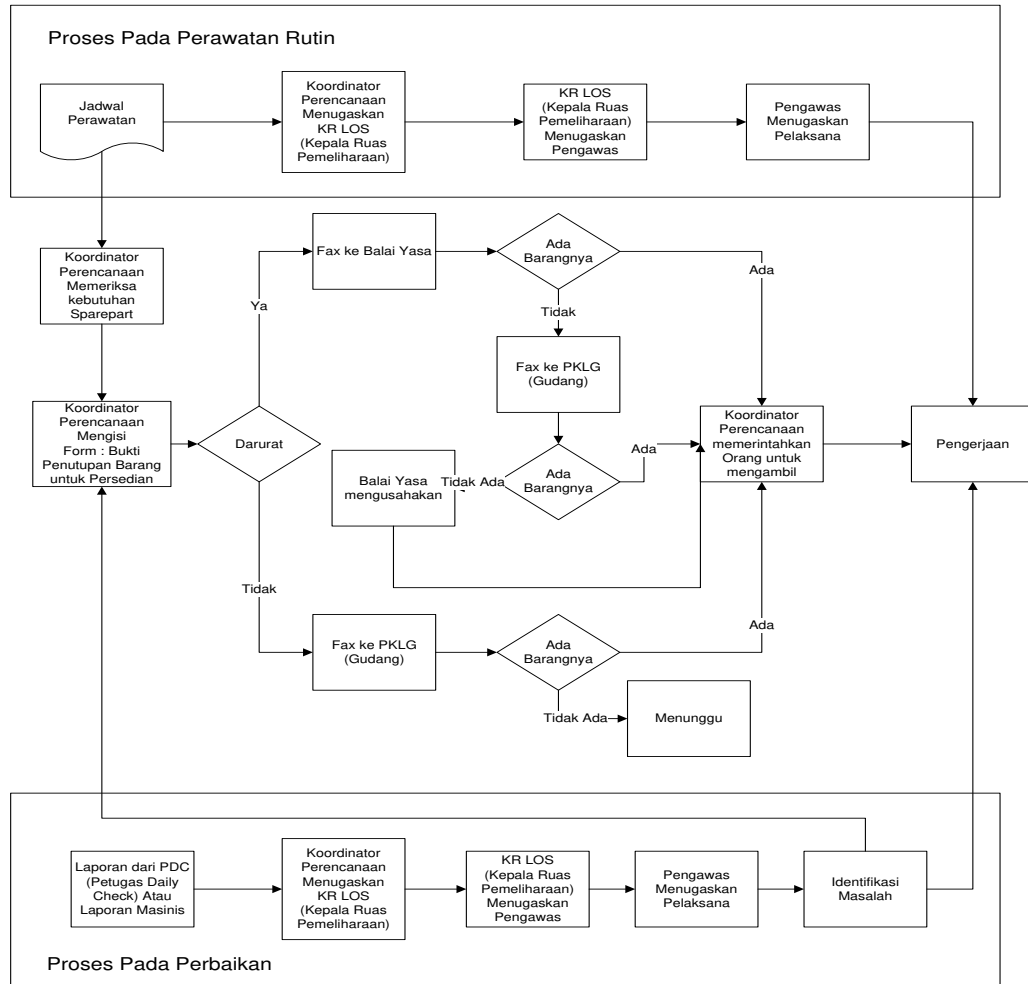 Proses Pada Perawatan Rutin
Jadwal
Perawatan
Koordinator
Perencanaan
Menugaskan
KR LOS
(Kepala Ruas
Pemeliharaan)
KR LOS
(Kepala Ruas
Pemeliharaan)
Menugaskan
Pengawas
Pengawas
Menugaskan
Pelaksana
Koordinator
Perencanaan
Memeriksa
kebutuhan
Sparepart
Ya
Fax ke Balai Yasa
Ada
Barangnya
Ada
Tidak
Fax ke PKLG
(Gudang)
Koordinator
Perencanaan
Mengisi
Form : Bukti
Penutupan Barang
untuk Persedian
Darurat
Balai Yasa
mengusahakan
Tidak Ada
Ada
Barangnya
Ada
Koordinator
Perencanaan
memerintahkan
Orang untuk
mengambil
Pengerjaan
Tidak
Fax ke PKLG
(Gudang)
Ada
Barangnya
Ada
Tidak Ada
Menunggu
Laporan dari PDC
(Petugas Daily
Check) Atau
Laporan Masinis
Koordinator
Perencanaan
Menugaskan
KR LOS
(Kepala Ruas
Pemeliharaan)
KR LOS
(Kepala Ruas
Pemeliharaan)
Menugaskan
Pengawas
Pengawas
Menugaskan
Pelaksana
Identifikasi
Masalah
Proses Pada Perbaikan